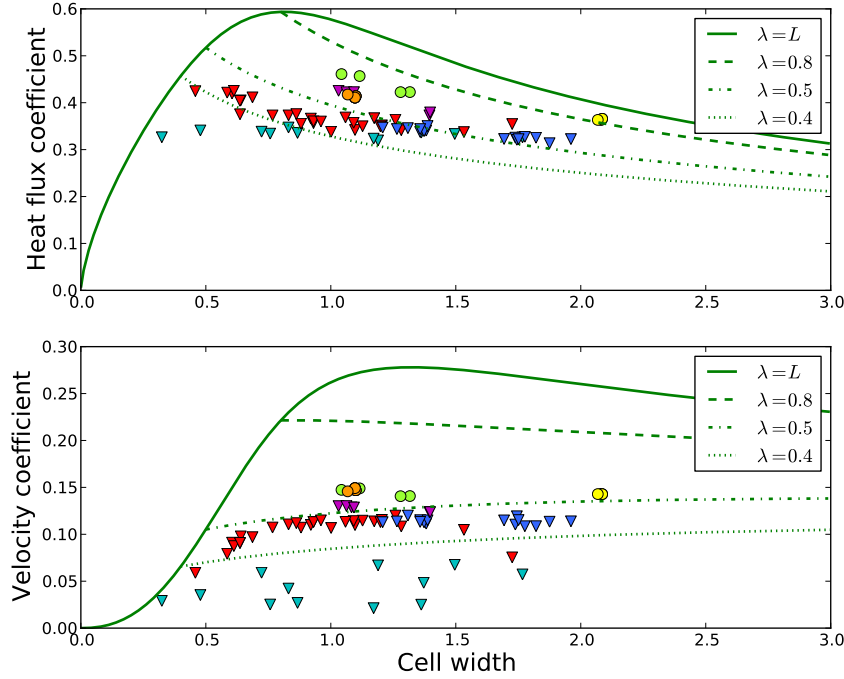 0.6
0.5
0.4
0.3
0.2
0.1
0.0
Heat flux coefficient
λ=L
λ=0.8
λ=0.5
λ=0.4
0.0 0.5 1.0 1.5 2.0 2.5 3.0
0.30
0.25
0.20
0.15
0.10
0.05
0.00
Velocity coefficient
λ=L
λ=0.8
λ=0.5
λ=0.4
0.0 0.5 1.0 1.5 2.0 2.5 3.0
Cell width